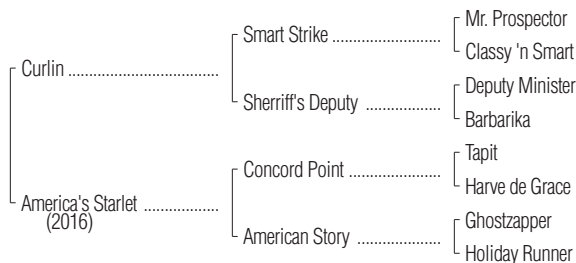 Mr. Prospector
Smart Strike ........................
Classy 'n Smart
Curlin ..................................
Deputy Minister
Sherriff's Deputy .................
Barbarika
Tapit
Concord Point .....................
Harve de Grace
America's Starlet .................
(2016)
Ghostzapper
American Story ...................
Holiday Runner